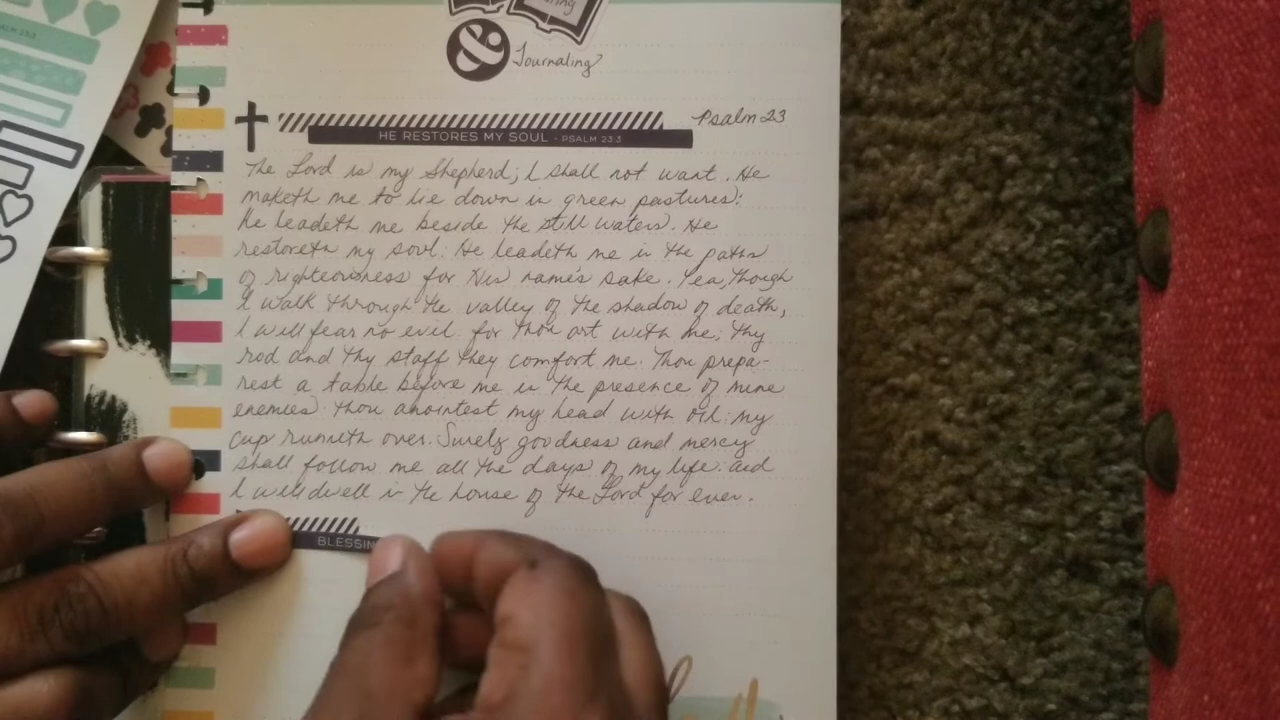 PSALM 23:3
Journaling
Psalm 23
HE RESTORES MY SOUL - PSALM 23:3
The Lord is my Shepherd; I shall not want. He
maketh me to lie down in green pastures:
he leadeth me beside the still waters. He
restoreth my soul: He leadeth me in the paths
of righteousness for His name's sake. Yea, though
I walk through the valley of the shadow of death,
I will fear no evil: for thou art with me; thy
rod and thy staff they comfort me. Thou prepa-
rest a table before me in the presence of mine
enemies: thou anointest my head with oil: my
cup runneth over. Surely goodness and mercy
shall follow me all the days of my life: and
I will dwell in the house of the Lord for ever.
BLESSIN